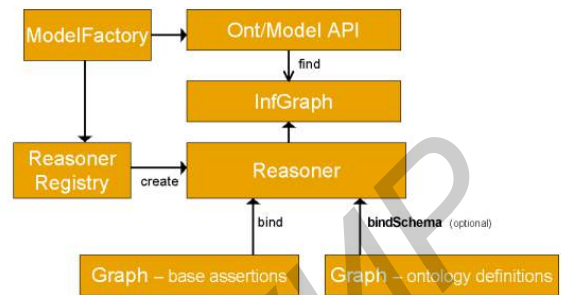 ModelFactory
Ont/Model API
find
InfGraph
Reasoner
Registry
create
Reasoner
bind
bindSchema (optional)
Graph – base assertions
Graph – ontology definitions